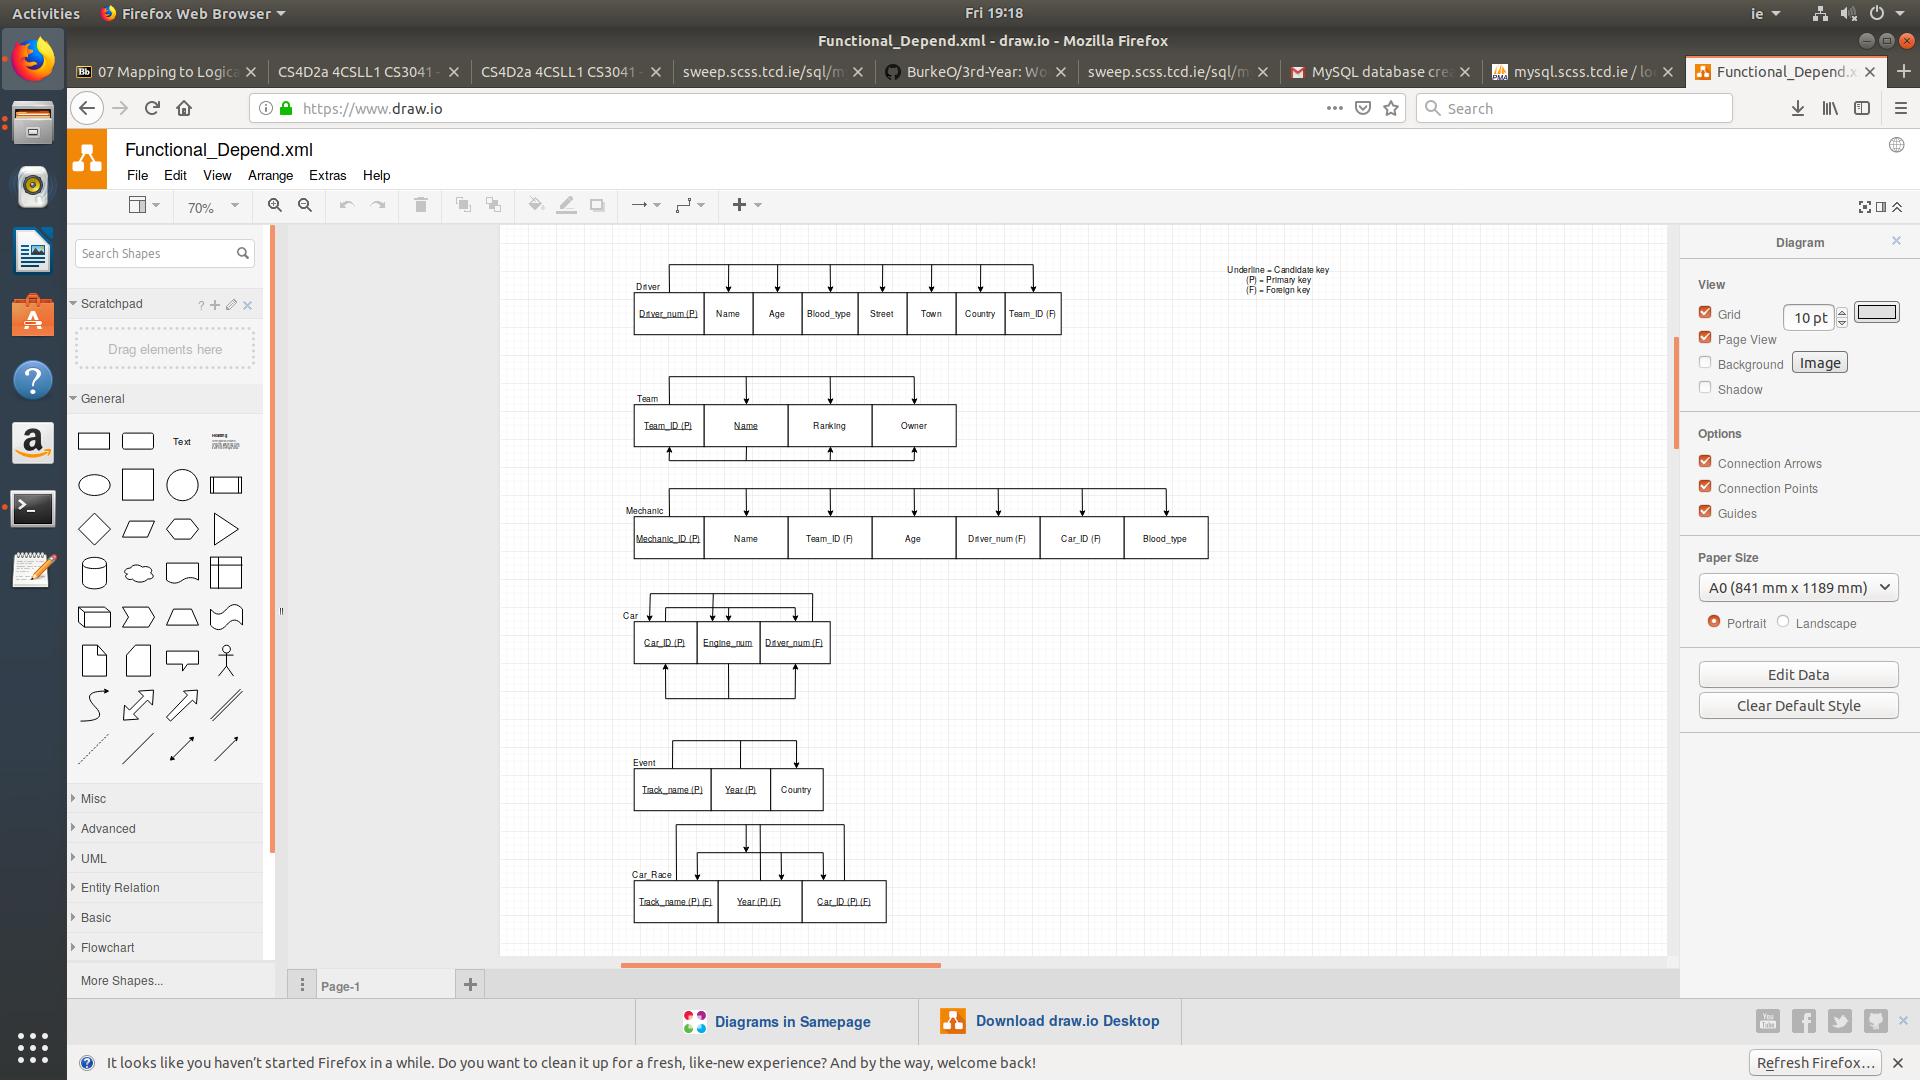 Activities
Firefox Web Browser
Fri 19:18
ie
Functional_Depend.xml - draw.io - Mozilla Firefox
Bb 07 Mapping to Logica
CS4D2a 4CSLL1 CS3041 -
CS4D2a 4CSLL1 CS3041 -
sweep.scss.tcd.ie/sql/m
BurkeO/3rd-Year: Wo
sweep.scss.tcd.ie/sql/m
MySQL database cre
mysql.scss.tcd.ie / lo
Functional_Depend.x
https://www.draw.io
Search
Functional_Depend.xml
File Edit View Arrange Extras Help
70%
Search Shapes
Scratchpad
?
Drag elements here
General
Text
Heading
Misc
Advanced
UML
Entity Relation
Basic
Flowchart
More Shapes...
Underline = Candidate key
(P) = Primary key
(F) = Foreign key
Driver
Driver_num (P) Name Age Blood_type Street Town Country Team_ID (F)
Team
Team_ID (P) Name Ranking Owner
Mechanic
Mechanic_ID (P) Name Team_ID (F) Age Driver_num (F) Car_ID (F) Blood_type
Car
Car_ID (P) Engine_num Driver_num (F)
Event
Track_name (P) Year (P) Country
Car_Race
Track_name (P) (F) Year (P) (F) Car_ID (P) (F)
Diagram
View
Grid 10 pt
Page View
Background Image
Shadow
Options
Connection Arrows
Connection Points
Guides
Paper Size
A0 (841 mm x 1189 mm)
Portrait Landscape
Edit Data
Clear Default Style
Page-1
Diagrams in Samepage
Download draw.io Desktop
You Tube
It looks like you haven't started Firefox in a while. Do you want to clean it up for a fresh, like-new experience? And by the way, welcome back!
Refresh Firefox...